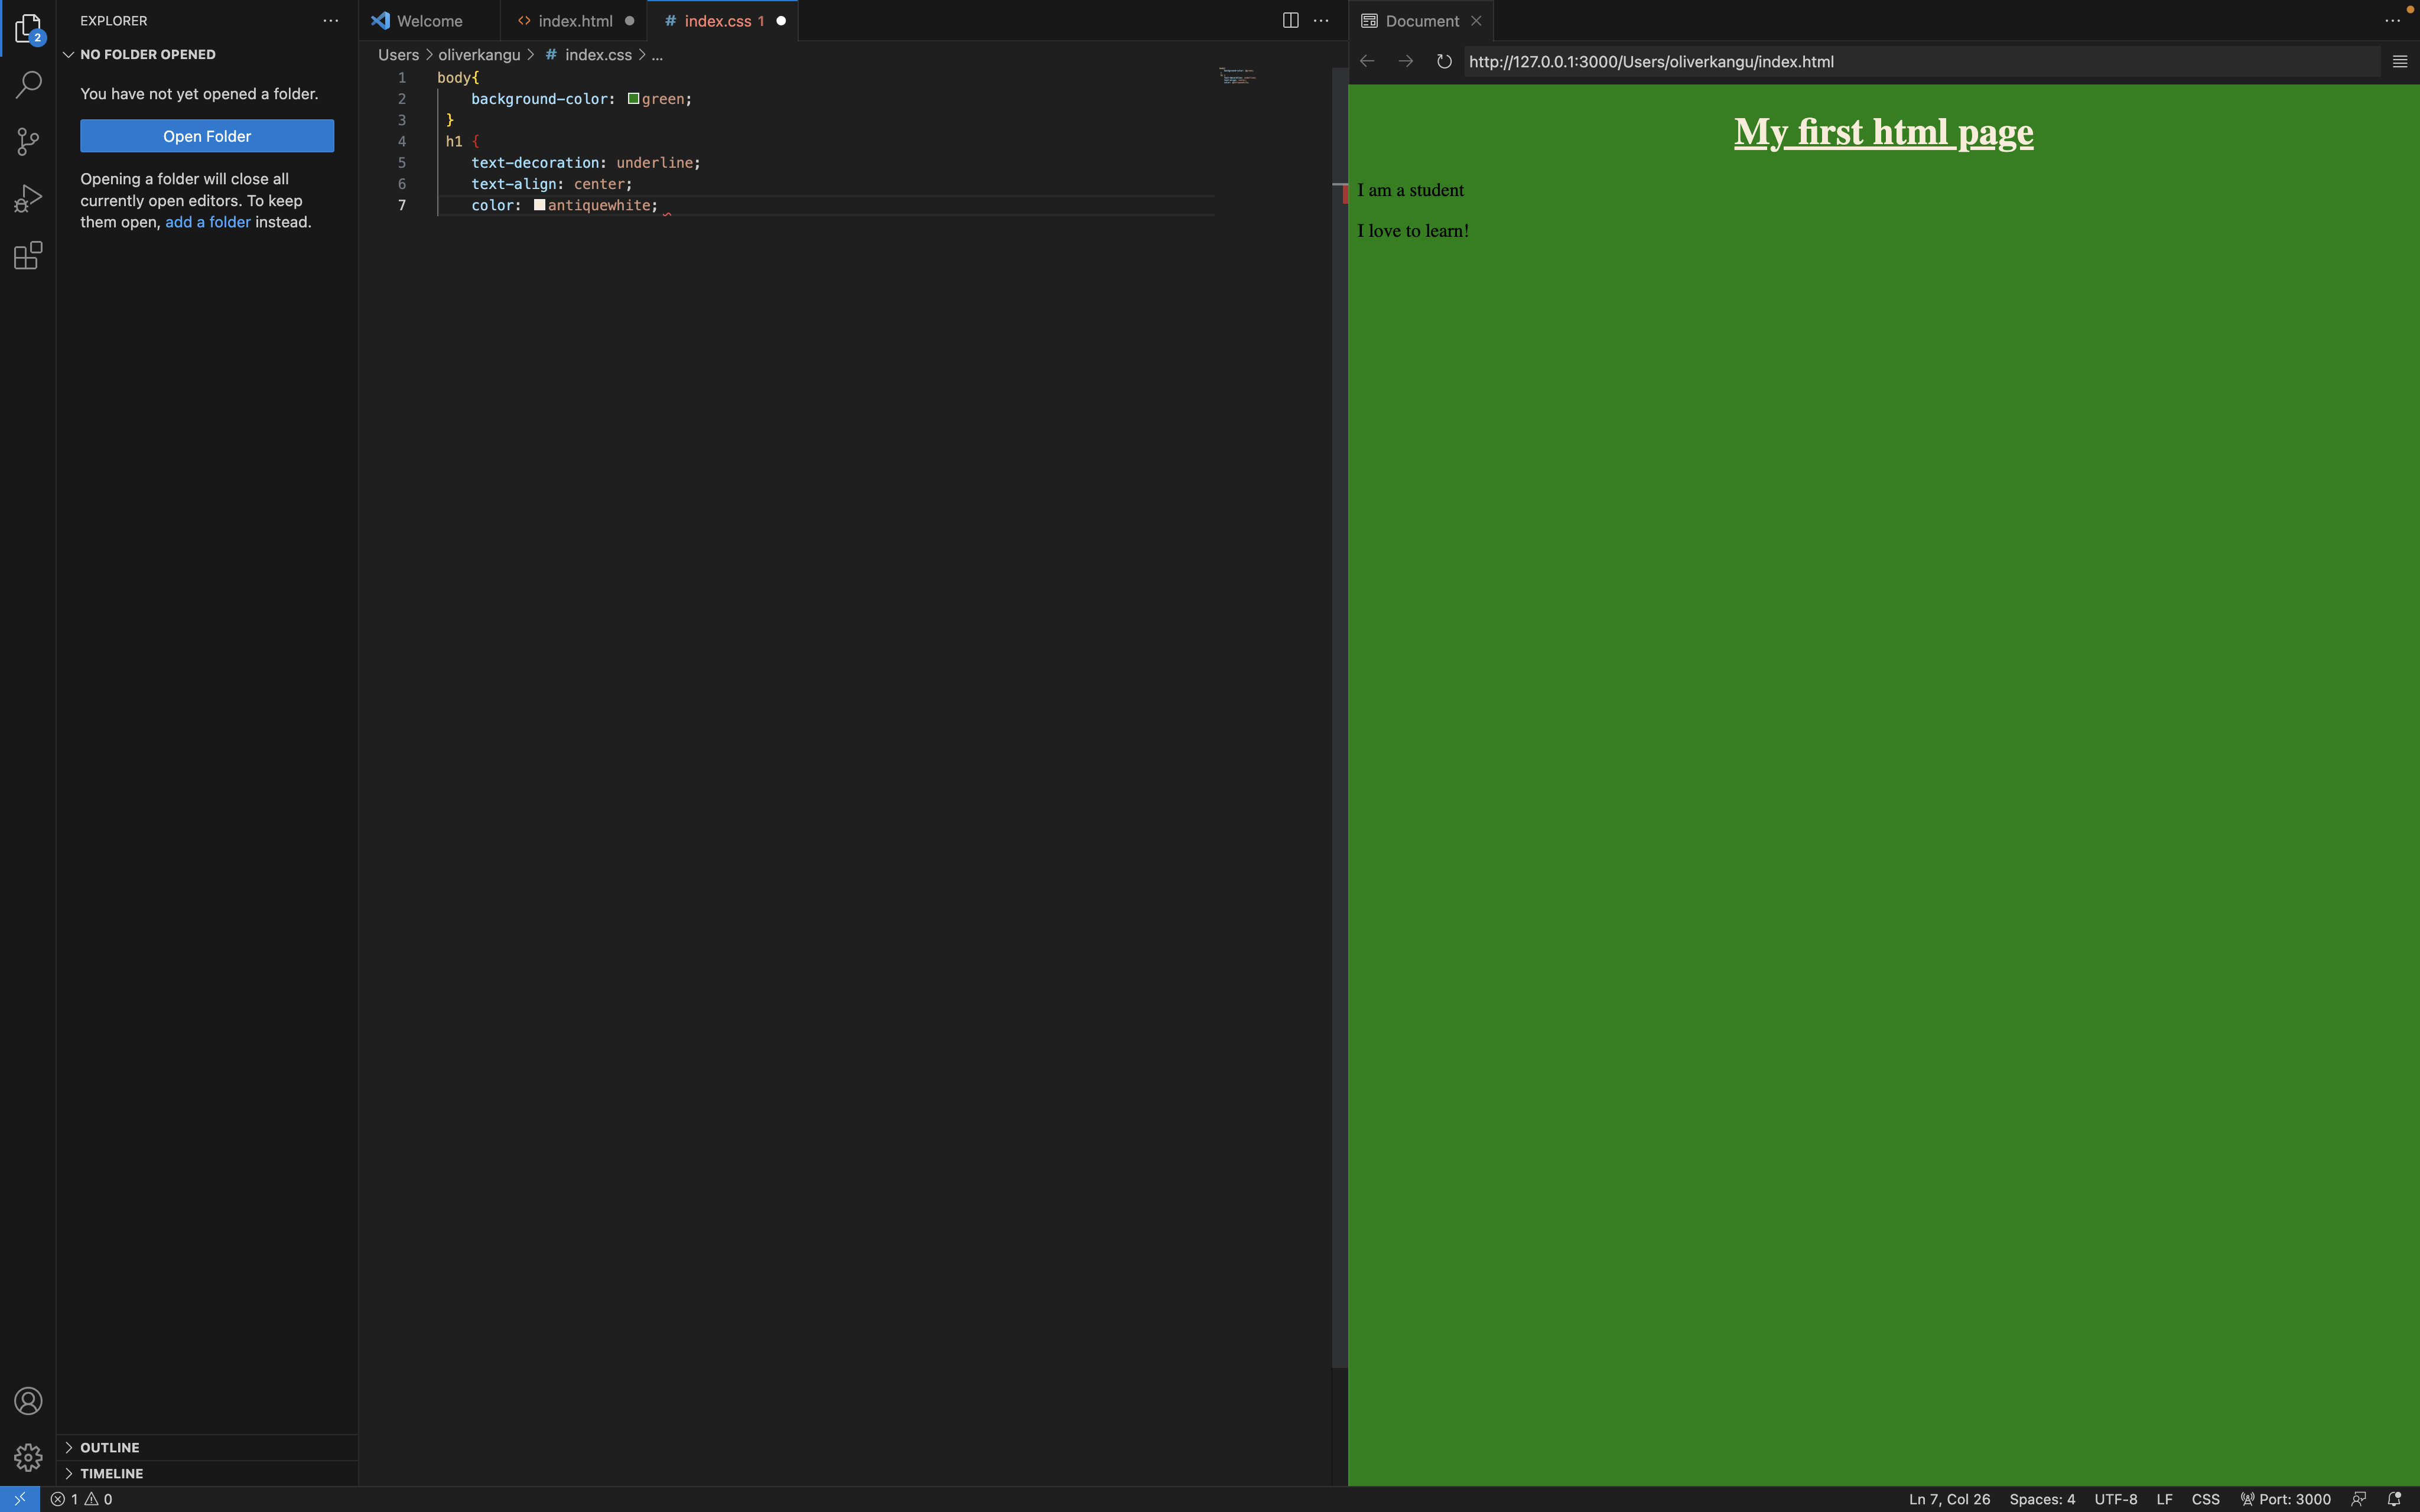 2
EXPLORER
NO FOLDER OPENED
You have not yet opened a folder.
Open Folder
Opening a folder will close all
currently open editors. To keep
them open, add a folder instead.
OUTLINE
TIMELINE
Welcome
<> index.html
# index.css 1
Users > oliverkangu > # index.css > ...
1 body{
2 background-color: green;
3 }
4 h1 {
5 text-decoration: underline;
6 text-align: center;
7 color: antiquewhite;
Document
http://127.0.0.1:3000/Users/oliverkangu/index.html
My first html page
I am a student
I love to learn!
1 0
Ln 7, Col 26 Spaces: 4 UTF-8 LF CSS Port: 3000